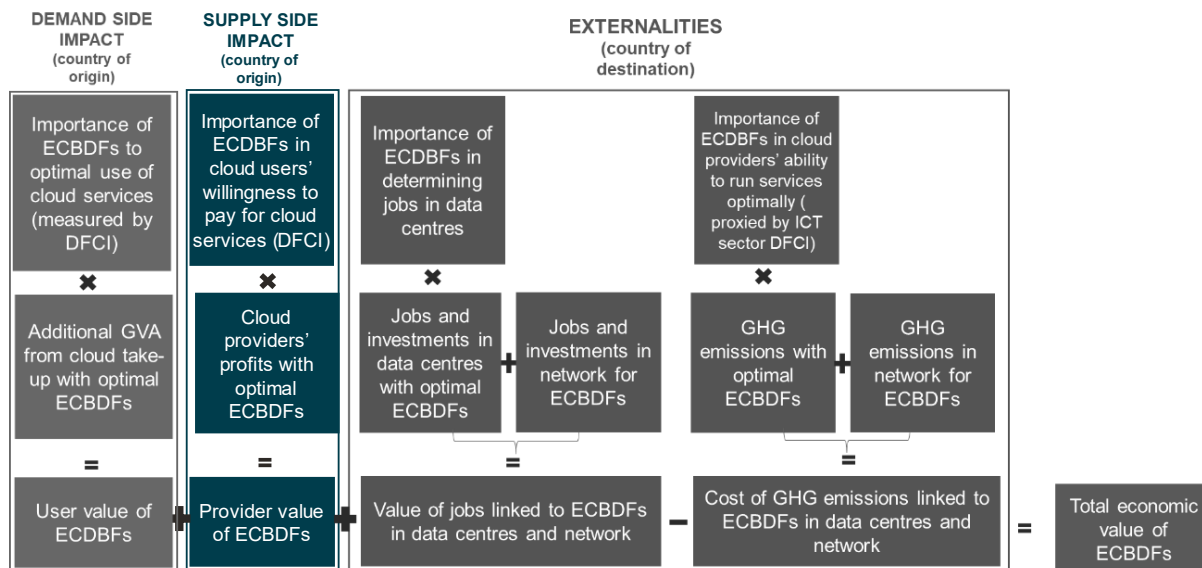 DEMAND SIDE
IMPACT
(country of
origin)
SUPPLY SIDE
IMPACT
(country of
origin)
EXTERNALITIES
(country of
destination)
Importance of
ECBDFs to
optimal use of
cloud services
(measured by
DFCI)
Importance of
ECDBFs in
cloud users'
willingness to
pay for cloud
services (DFCI)
Importance of
ECDBFs in
determining
jobs in data
centres
Importance of
ECDBFs in cloud
providers' ability
to run services
optimally (
proxied by ICT
sector DFCI)
×
×
×
×
Additional GVA
from cloud take-
up with optimal
ECBDFs
Cloud
providers'
profits with
optimal
ECBDFs
Jobs and
investments in
data centres
with optimal
ECBDFs
+
Jobs and
investments in
network for
ECBDFs
GHG
emissions with
optimal
ECBDFs
+
GHG
emissions in
network for
ECBDFs
=
=
=
=
User value of
ECDBFs
+
Provider value
of ECBDFs
+
Value of jobs linked to ECBDFs
in data centres and network
−
Cost of GHG emissions linked to
ECBDFs in data centres and
network
=
Total economic
value of
ECBDFs